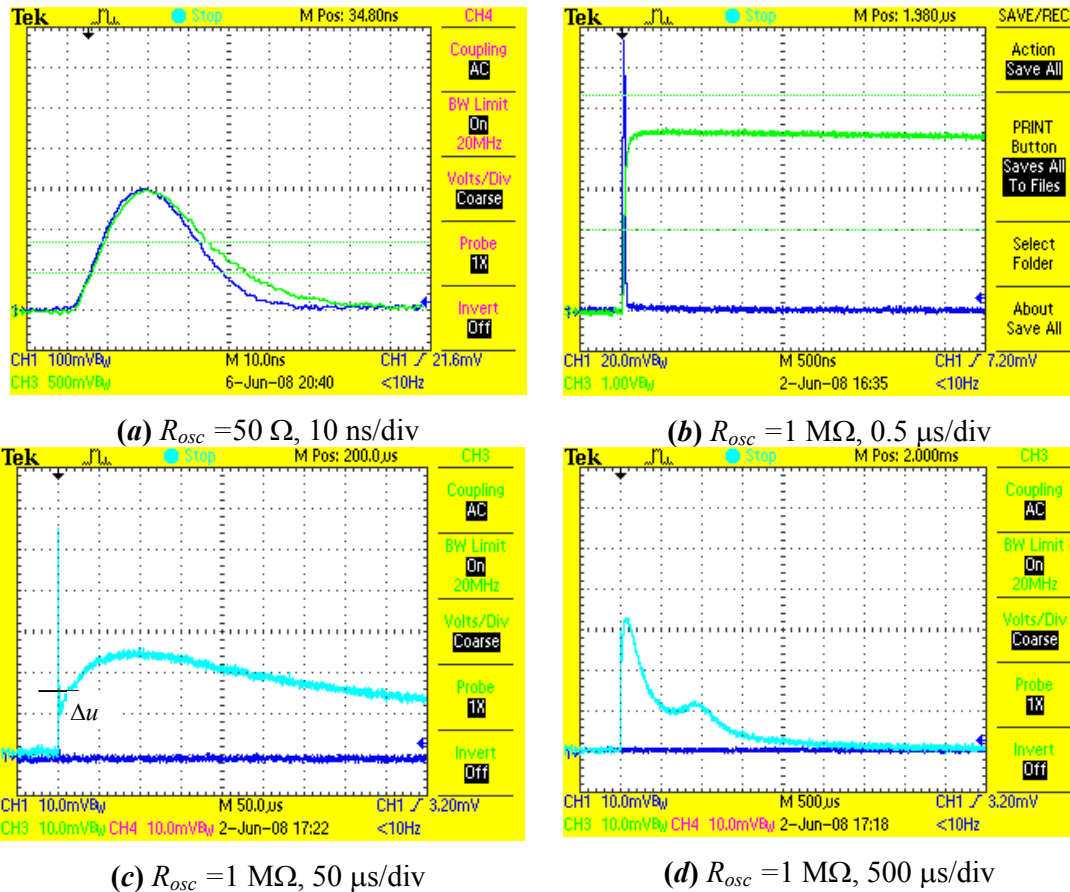 Tek Stop M Pos: 34.80ns CH4
Coupling
AC
BW Limit
On
20MHz
Volts/Div
Coarse
Probe
1X
Invert
Off
3
CH1 100mVBW M 10.0ns CH1 21.6mV
CH3 500mVBW 6-Jun-08 20:40 <10Hz
(a) Rosc =50 Ω, 10 ns/div
Tek Stop M Pos: 1.980µs SAVE/REC
Action
Save All
PRINT
Button
Saves All
To Files
Select
Folder
About
Save All
3
CH1 20.0mVBW M 500ns CH1 7.20mV
CH3 1.00VBW 2-Jun-08 16:35 <10Hz
(b) Rosc =1 MΩ, 0.5 μs/div
Tek Stop M Pos: 200.0µs CH3
Coupling
AC
BW Limit
On
20MHz
Volts/Div
Coarse
Probe
1X
Invert
Off
Δu
1
CH1 10.0mVBW M 50.0µs CH1 3.20mV
CH3 10.0mVBW CH4 10.0mVBW 2-Jun-08 17:22 <10Hz
(c) Rosc =1 MΩ, 50 μs/div
Tek Stop M Pos: 2.000ms CH3
Coupling
AC
BW Limit
On
20MHz
Volts/Div
Coarse
Probe
1X
Invert
Off
1
CH1 10.0mVBW M 500µs CH1 3.20mV
CH3 10.0mVBW CH4 10.0mVBW 2-Jun-08 17:18 <10Hz
(d) Rosc =1 MΩ, 500 μs/div